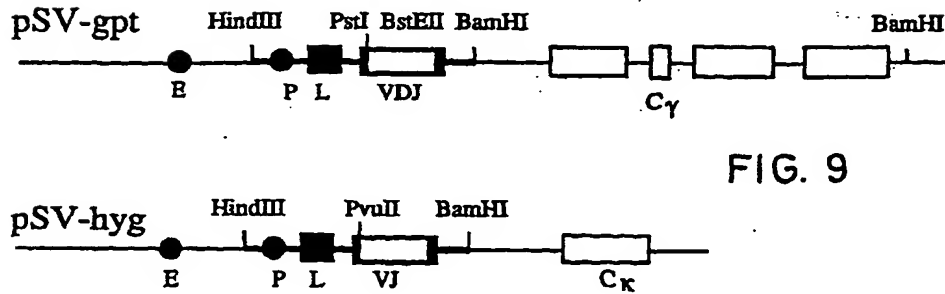 pSV-gpt
HindIII PstI BstEII BamHI BamHI
E P L VDJ Cγ
FIG. 9
pSV-hyg
HindIII PvuII BamHI
E P L VJ Cκ